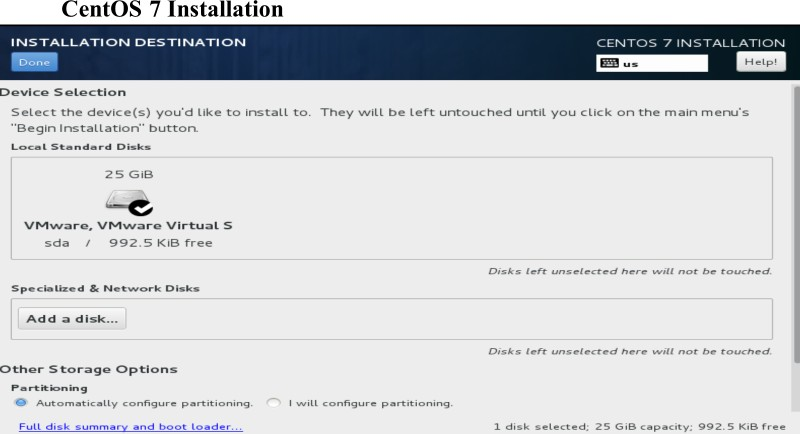 CentOS 7 Installation
INSTALLATION DESTINATION
CENTOS 7 INSTALLATION
Done
us
Help!
Device Selection
Select the device(s) you'd like to install to. They will be left untouched until you click on the main menu's
"Begin Installation" button.
Local Standard Disks
25 GiB
VMware, VMware Virtual S
sda / 992.5 KiB free
Disks left unselected here will not be touched.
Specialized & Network Disks
Add a disk...
Disks left unselected here will not be touched.
Other Storage Options
Partitioning
Automatically configure partitioning. I will configure partitioning.
Full disk summary and boot loader... 1 disk selected; 25 GiB capacity; 992.5 KiB free